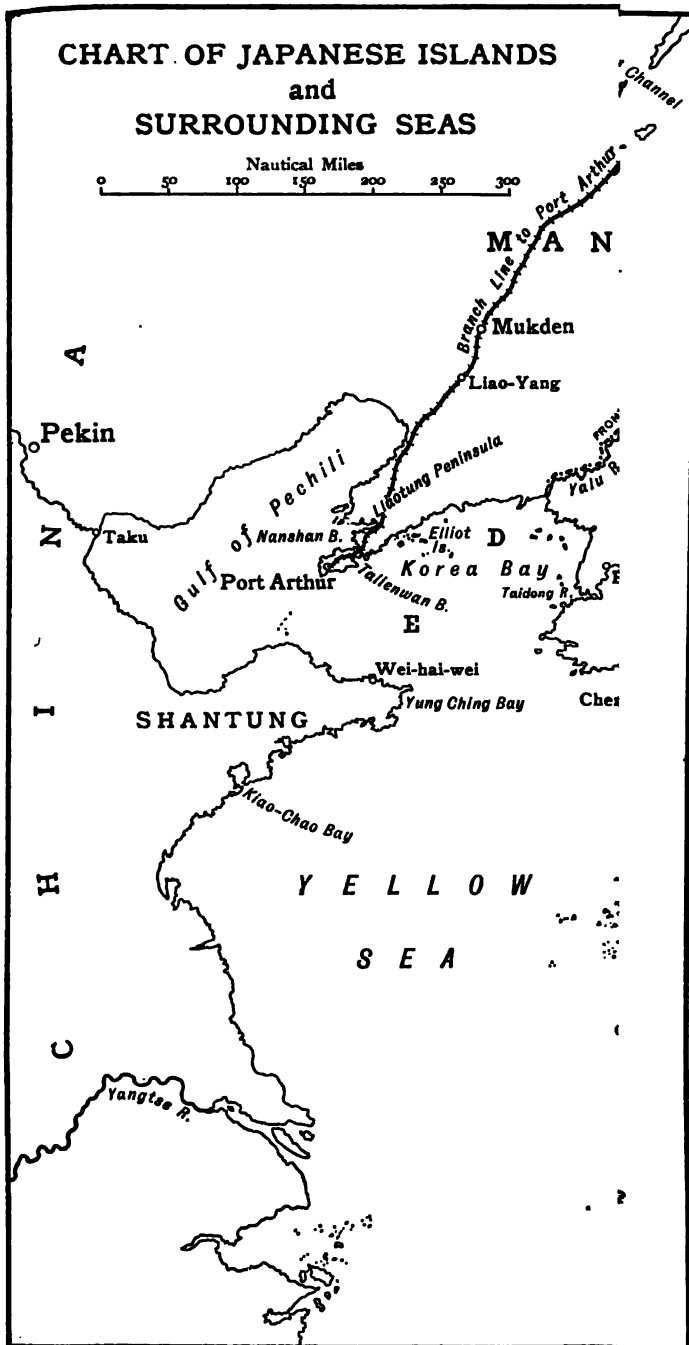 CHART OF JAPANESE ISLANDS
and
SURROUNDING SEAS
Nautical Miles
0 50 100 150 200 250 300
Channel
Branch Line to Port Arthur
M A N
Mukden
Liao-Yang
Pekin
Taku
Gulf of Pechili
Liaotung Peninsula
Nanshan B.
Elliot
Is.
D
Yalu
Korea Bay
Port Arthur
Talienwan B.
Taidong R.
E
Wei-hai-wei
Yung Ching Bay
SHANTUNG
Kiao-Chao Bay
YELLOW
SEA
Yangtse R.
C H I N A